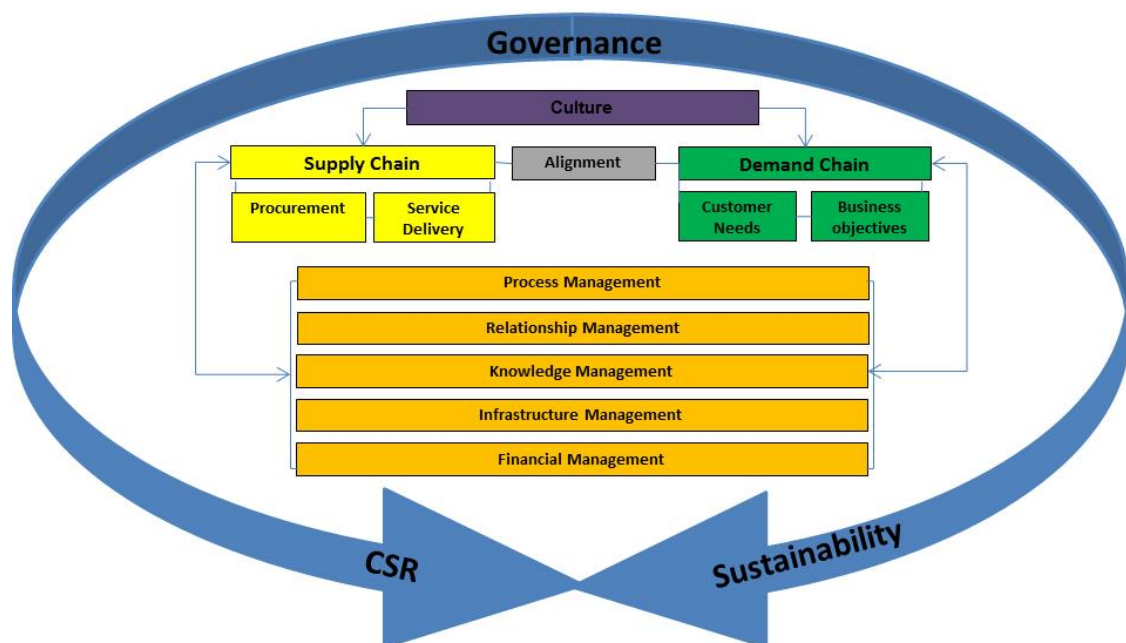 Governance
Culture
Supply Chain
Alignment
Demand Chain
Procurement
Service
Delivery
Customer
Needs
Business
objectives
Process Management
Relationship Management
Knowledge Management
Infrastructure Management
Financial Management
CSR
Sustainability